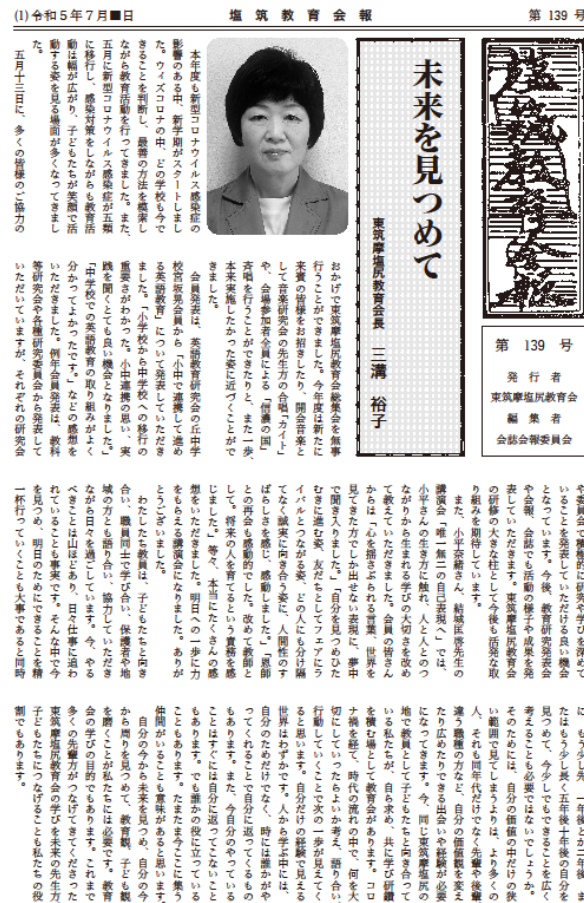 (1) 令和5年7月■日
塩筑教育会報
第 139 号
塩筑教育会報
第 139 号
発行者
東筑摩塩尻教育会
編集者
会誌会報委員会
未来を見つめて
東筑摩塩尻教育会長 三溝 裕子
本年度も新型コロナウイルス感染症の
影響のある中、新学期がスタートしまし
た。ウィズコロナの中、どの学校も今で
きることを判断し、最善の方法を模索し
ながら教育活動を行ってきました。また、
五月に新型コロナウイルス感染症が五類
に移行し、感染対策をしながらも教育活
動は幅が広がり、子どもたちが笑顔で活
動する姿を見る場面が多くなってきまし
た。
五月十三日に、多くの皆様のご協力の
おかげで東筑摩塩尻教育会総集会を無事
行うことができました。今年度は新たに
来賓の皆様をお招きしたり、開会音楽と
して音楽研究会の先生方の合唱「カイト」
や、会場参加者全員による「信濃の国」
斉唱を行うことができたりと、また一歩、
本来実施したかった姿に近づくことがで
きました。
会員発表は、英語教育研究会の丘中学
校宮坂晃会員から「小中で連携して進め
る英語教育」について発表していただき
ました。「小学校から中学校への移行の
重要さがわかった。小中連携の思い、実
践を聞くとても良い機会となりました。
「中学校での英語教育の取り組みがよく
分かってよかったです。」などの感想を
いただきました。例年会員発表は、教科
等研究会や各種研究委員会から発表して
いただいていますが、それぞれの研究会
や委員会で積極的に研究や学びを深めて
いることを発表していただける良い機会
となっています。今後、教育研究発表会
や会報、会誌でも活動の様子や成果を発
表していただきます。東筑摩塩尻教育会
の研修の大きな柱として今後も活発な取
り組みを期待しています。
また、小平奈緒さん、結城匡啓先生の
講演会「唯一無二の自己表現へ」では、
小平さんの生き方に触れ、人と人とのつ
ながりから生まれる学びの大切さを改め
て教えていただきました。会員の皆さん
からは「心を揺さぶられる言葉、世界を
見てきた方でしか出せない表現に、夢中
で聞き入りました。」「自分を見つめひた
むきに進む姿、友だちとしてフェアにラ
イバルとつながる姿、どの人にも分け隔
てなく誠実に向き合う姿に、人間性のす
ばらしさを感じ、感動しました。」「恩師
との再会も感動的でした。改めて教師と
して。将来の人を育てるという責務を感
じました。」等々、本当にたくさんの感
想をいただきました。明日への一歩に力
をもらえる講演会になりました。ありが
とうございました。
わたしたち教員は、子どもたちと向き
合い、職員同士で学び合い、保護者や地
域の方とも語り合い、協力していただき
ながら日々を過ごしています。今、やる
べきことは山ほどあり、日々仕事に追わ
れていることも事実です。そんな中で今
を見つめ、明日のためにできることを精
一杯行っていくことも大事であると同時
に、もう少し先、一年後とか二年後、ま
たはもう少し長く五年後十年後の自分を
見つめて、今少しでもできることを広く
考えることも必要ではないでしょうか。
そのためには、自分の価値の中だけの狭
い範囲で見てしまうよりは、多くの
人、それも同年代だけでなく先輩や後輩、
違う職種の方など、自分の価値観を変え
たり広めたりできる出会いや経験が必要
になってきます。今、同じ東筑摩塩尻の
地で教員として子どもたちと向き合って
いる私たちが、自ら求め、共に学び研鑽
を積む場として教育会があります。コロ
ナ禍を経て、時代の流れの中で、何を大
切にしていったらよいか考え、語り合い、
行動していくことで次の一歩が見えてく
ると思います。自分だけの経験で見える
世界はわずかです。人から学ぶ中には、
自分のためだけでなく、時には誰かがや
ってくれることで自分に返ってくるもの
もあります。また、今自分のやっている
ことはすぐには自分に返ってこないこと
もあります。でも誰かの役に立っている
こともあります。たまたま今ここに集う
仲間がいることも意味があると思います。
自分の今から未来を見つめ、自分の今
から周りを見つめて、教育観、子ども観
を磨くことが私たちには必要です。教育
会の学びの目的でもあります。これまで
多くの先輩方がつなげてきてくださった
東筑摩塩尻教育会の学びを未来の先生方、
子どもたちにつなげることも私たちの役
割でもあります。